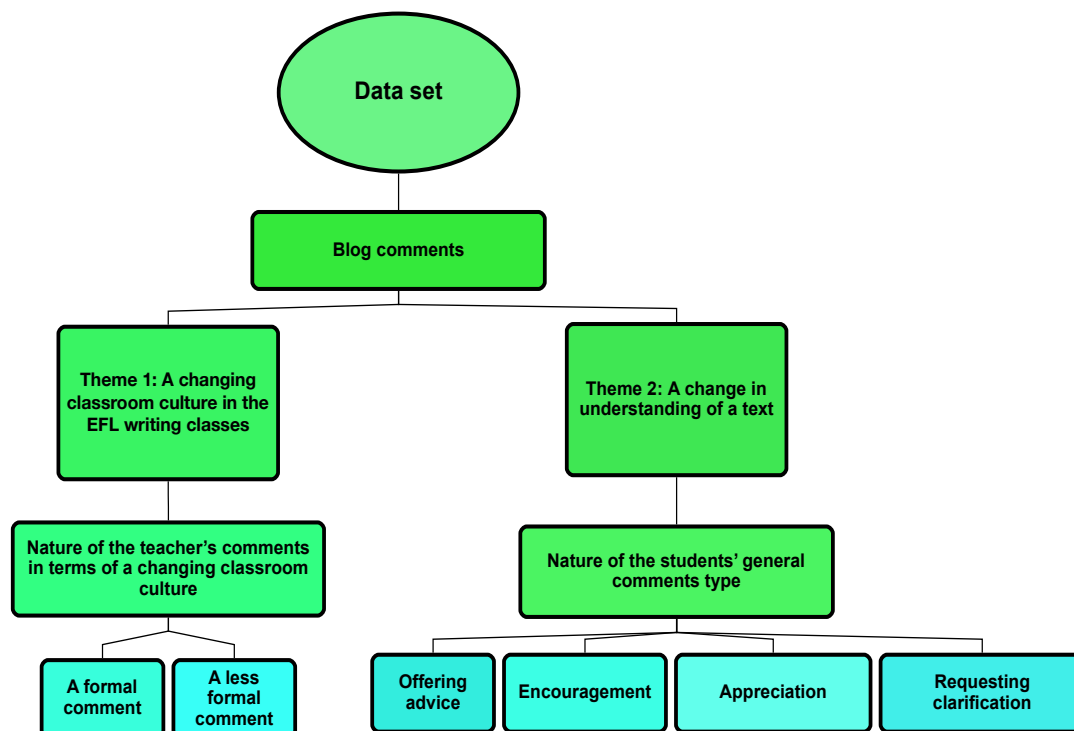 Data set
Blog comments
Theme 1: A changing
classroom culture in the
EFL writing classes
Theme 2: A change in
understanding of a text
Nature of the teacher’s comments
in terms of a changing classroom
culture
Nature of the students’ general
comments type
A formal
comment
A less
formal
comment
Offering
advice
Encouragement
Appreciation
Requesting
clarification